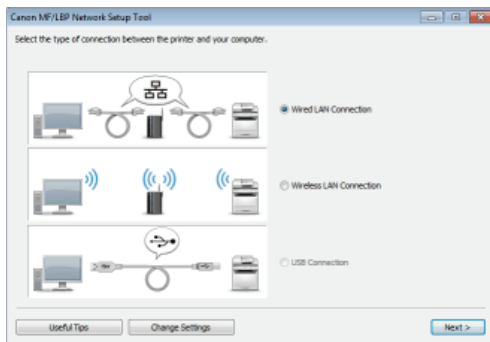 Canon MF/LBP Network Setup Tool
Select the type of connection between the printer and your computer.
Wired LAN Connection
Wireless LAN Connection
USB Connection
Useful Tips
Change Settings
Next >